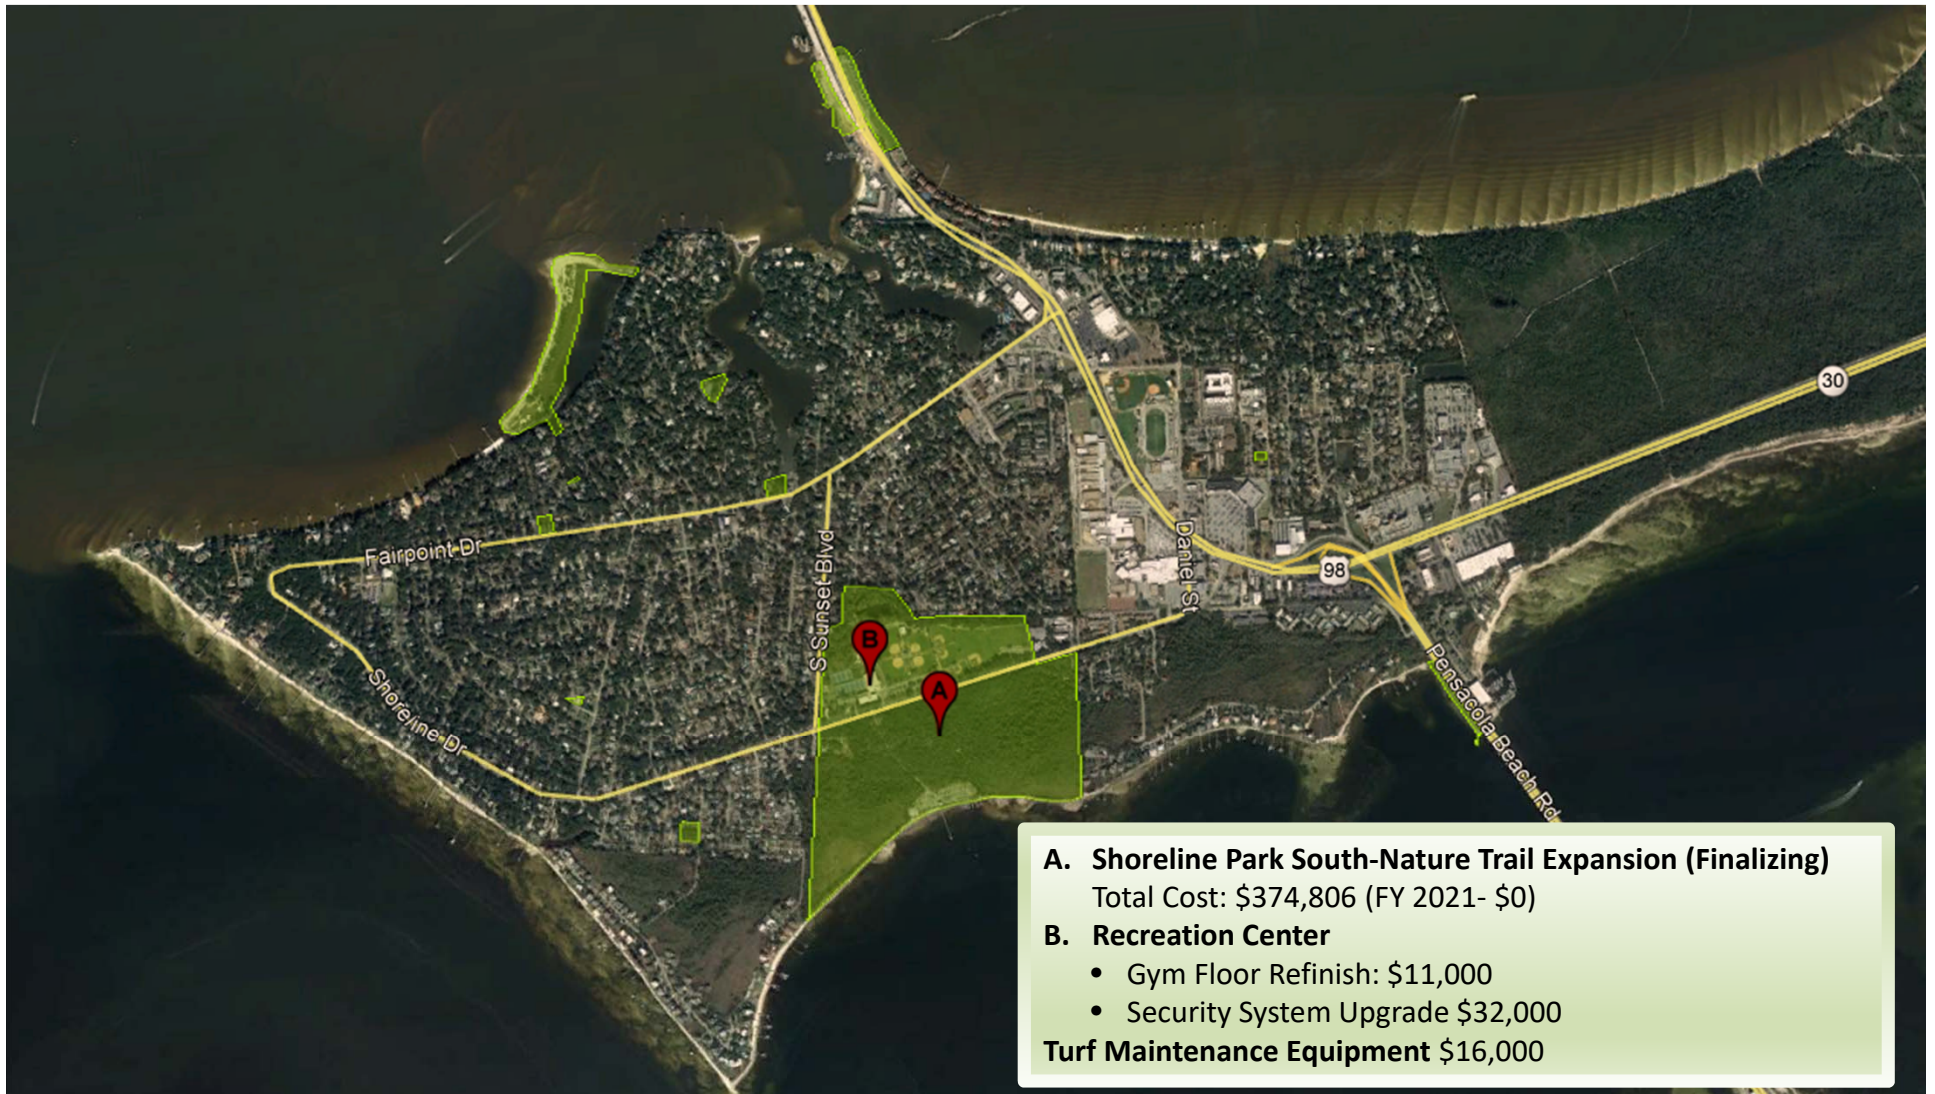 30
Fairpoint Dr
S Sunset Blvd
Daniel St
98
B
A
Shoreline Dr
Pensacola Beach Rd
A. Shoreline Park South-Nature Trail Expansion (Finalizing)
Total Cost: $374,806 (FY 2021- $0)
B. Recreation Center
• Gym Floor Refinish: $11,000
• Security System Upgrade $32,000
Turf Maintenance Equipment $16,000